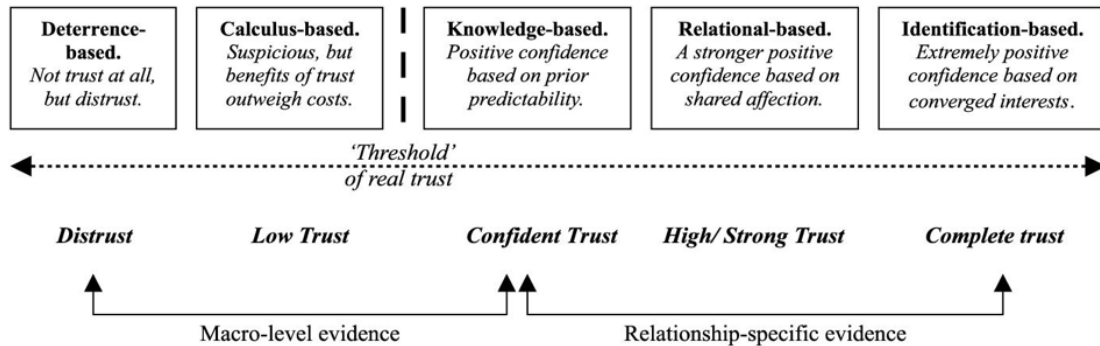 Deterrence-based.
Not trust at all, but distrust.
Calculus-based.
Suspicious, but benefits of trust outweigh costs.
Knowledge-based.
Positive confidence based on prior predictability.
Relational-based.
A stronger positive confidence based on shared affection.
Identification-based.
Extremely positive confidence based on converged interests.
'Threshold'
of real trust
Distrust
Low Trust
Confident Trust
High/ Strong Trust
Complete trust
Macro-level evidence
Relationship-specific evidence